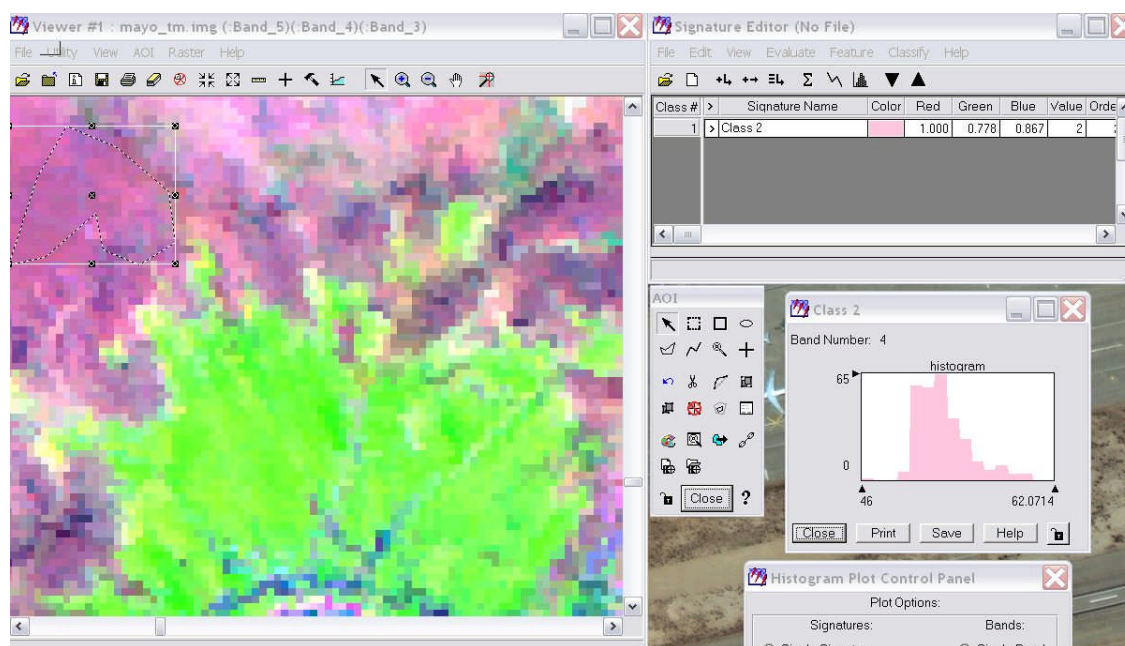 Viewer #1 : mayo_tm.img (:Band_5)(:Band_4)(:Band_3)
File Utility View AOI Raster Help
Signature Editor (No File)
File Edit View Evaluate Feature Classify Help
Class # > Signature Name Color Red Green Blue Value Orde
1 > Class 2 1.000 0.778 0.867 2
AOI
Close ?
Class 2
Band Number: 4
histogram
65
0
46 62.0714
Close Print Save Help
Histogram Plot Control Panel
Plot Options:
Signatures: Bands: